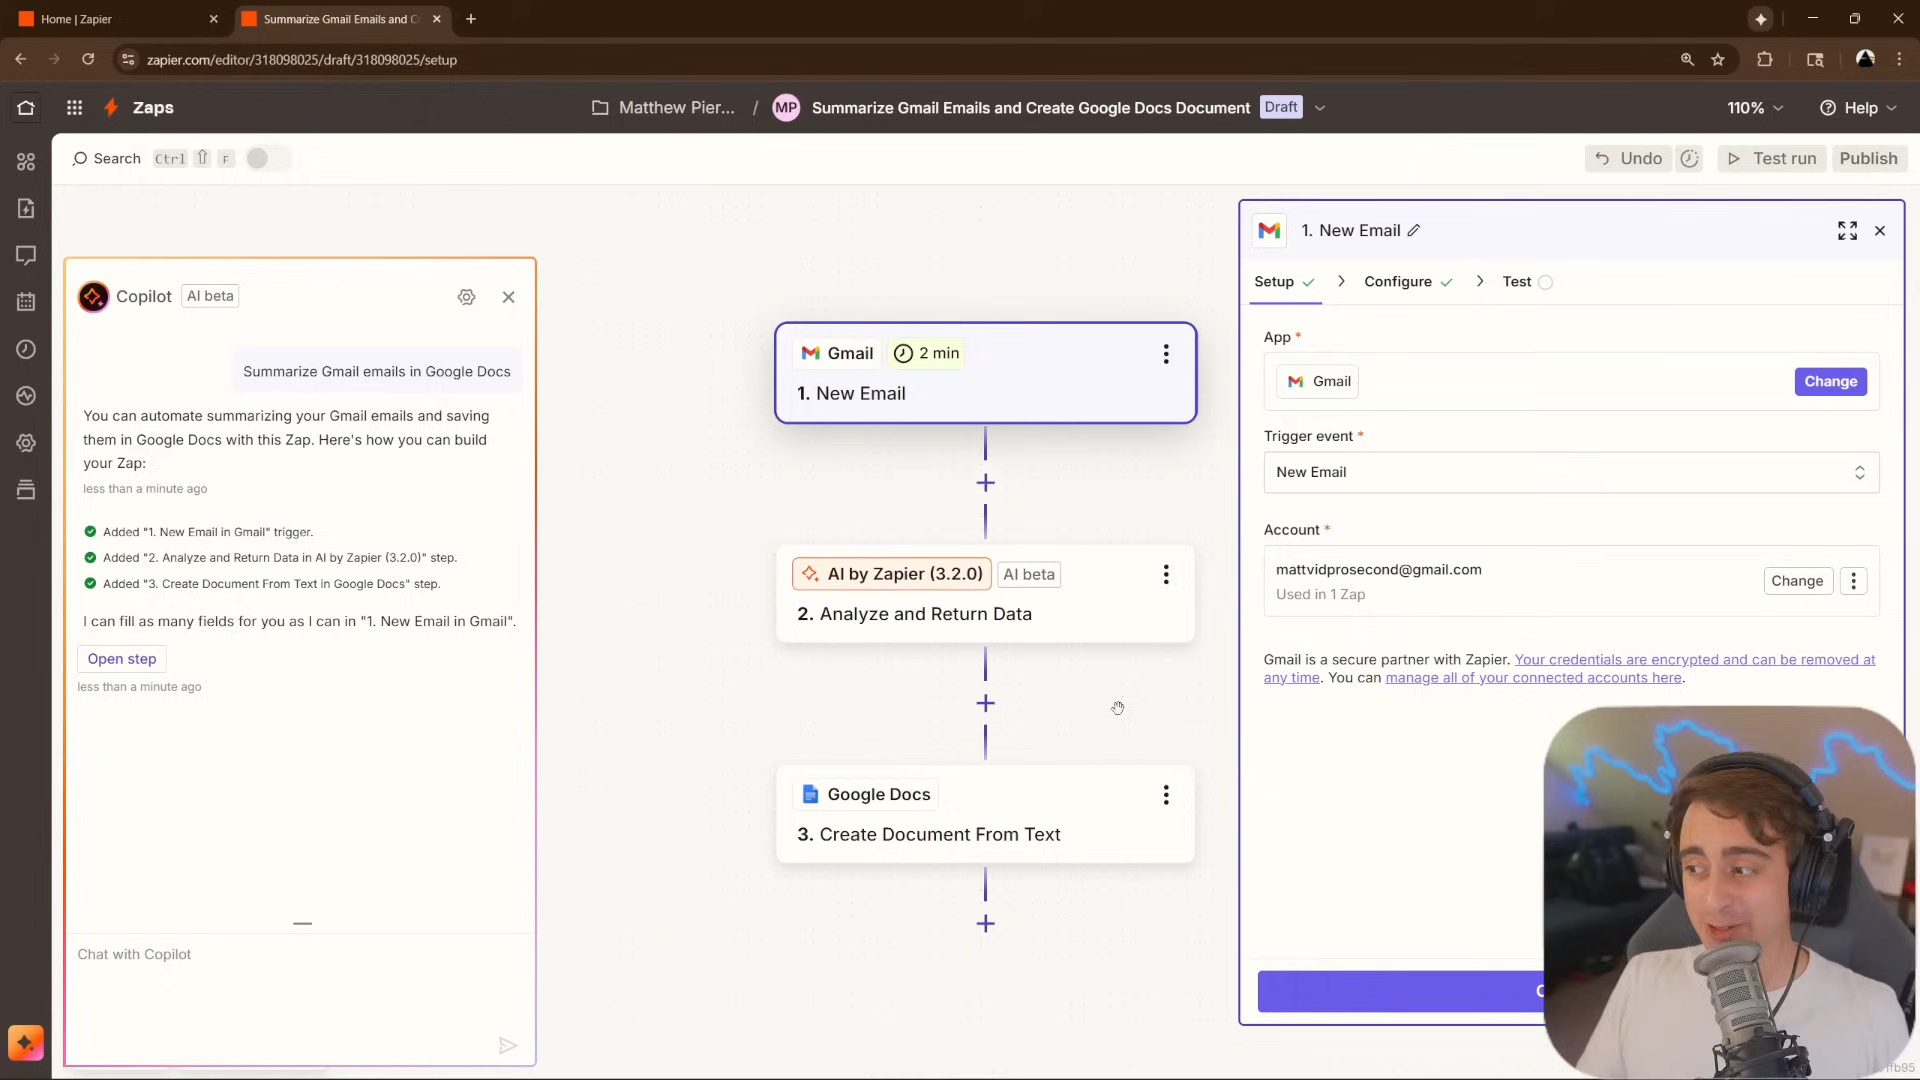 Home | Zapier
Summarize Gmail Emails and C
zapier.com/editor/318098025/draft/318098025/setup
Zaps
Matthew Pier... / MP Summarize Gmail Emails and Create Google Docs Document Draft
110%
Help
Search Ctrl F
Undo
Test run
Publish
Copilot AI beta
Summarize Gmail emails in Google Docs
You can automate summarizing your Gmail emails and saving
them in Google Docs with this Zap. Here's how you can build
your Zap:
less than a minute ago
Added "1. New Email in Gmail" trigger.
Added "2. Analyze and Return Data in AI by Zapier (3.2.0)" step.
Added "3. Create Document From Text in Google Docs" step.
I can fill as many fields for you as I can in "1. New Email in Gmail".
Open step
less than a minute ago
Chat with Copilot
Gmail 2 min
1. New Email
AI by Zapier (3.2.0) AI beta
2. Analyze and Return Data
Google Docs
3. Create Document From Text
1. New Email
Setup
Configure
Test
App *
Gmail
Change
Trigger event *
New Email
Account *
mattvidprosecond@gmail.com
Used in 1 Zap
Change
Gmail is a secure partner with Zapier. Your credentials are encrypted and can be removed at
any time. You can manage all of your connected accounts here.